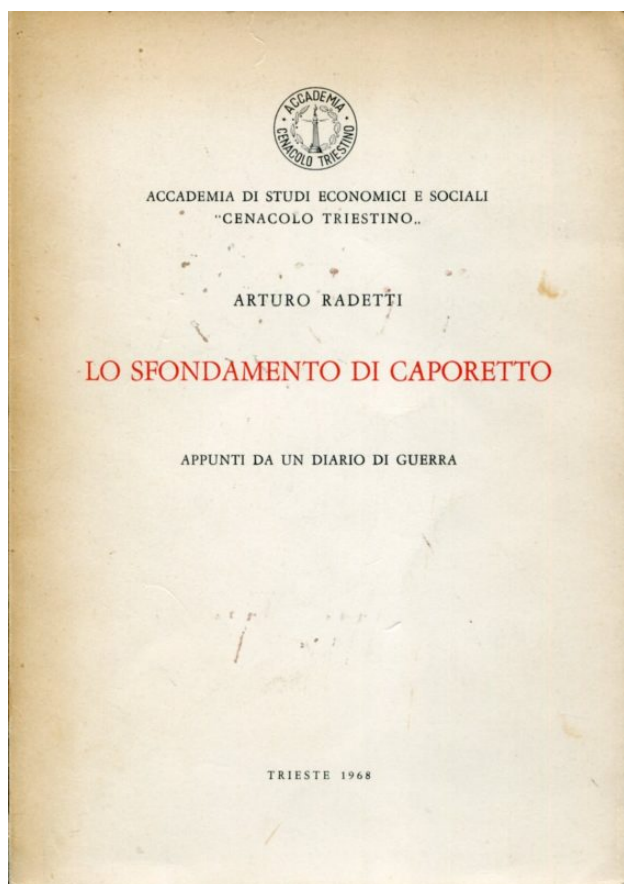 ACCADEMIA
CENACOLO TRIESTINO
ACCADEMIA DI STUDI ECONOMICI E SOCIALI
"CENACOLO TRIESTINO„
ARTURO RADETTI
LO SFONDAMENTO DI CAPORETTO
APPUNTI DA UN DIARIO DI GUERRA
TRIESTE 1968